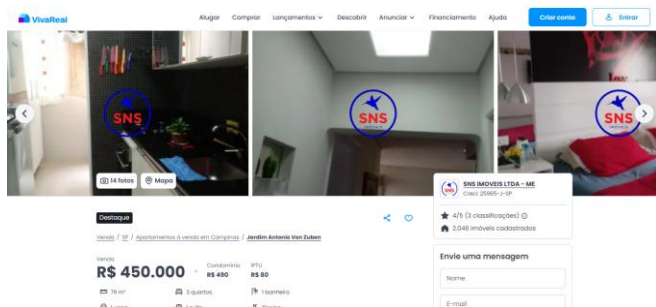 VivaReal
Alugar Comprar Lançamentos Descobrir Anunciar Financiamento Ajuda Criar conta Entrar
SNS
SNS
SNS
14 fotos Mapa
SNS IMOVEIS LTDA - ME
Creci: 25965-J-SP
Destaque
4/5 (3 classificações)
2.046 imóveis cadastrados
Venda / SP / Apartamentos à venda em Campinas / Jardim Antonio Von Zuben
Envie uma mensagem
Venda Condomínio IPTU
R$ 450.000 R$ 490 R$ 80
Nome
79 m² 3 quartos 1 banheiro
E-mail